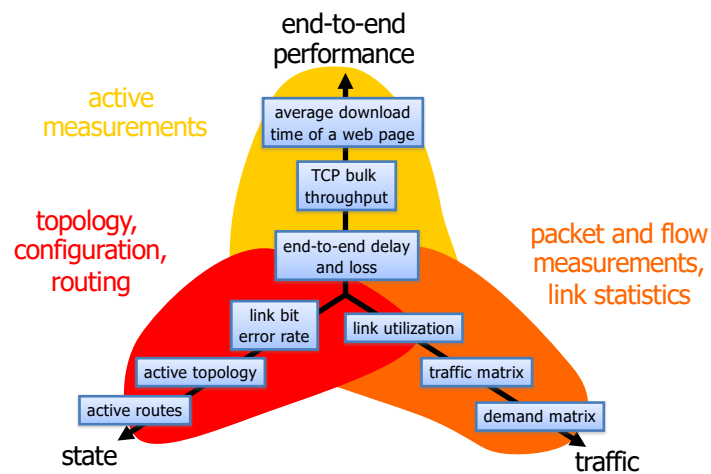 end-to-end
performance
active
measurements
average download
time of a web page
TCP bulk
throughput
topology,
configuration,
routing
end-to-end delay
and loss
packet and flow
measurements,
link statistics
link bit
error rate
link utilization
active topology
traffic matrix
active routes
demand matrix
state
traffic